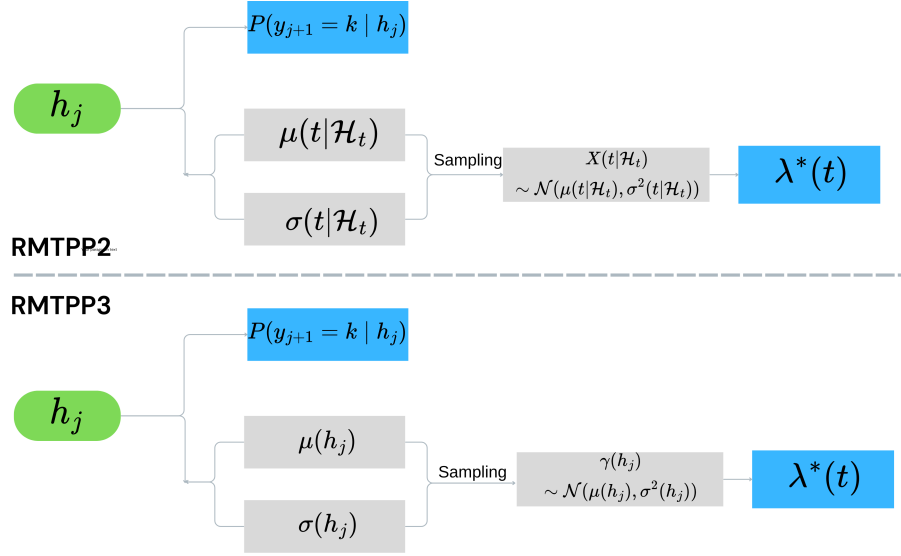 P(y_{j+1} = k | h_j)
h_j
μ(t|ℋ_t)
Sampling
X(t|ℋ_t)
∼ 𝒩(μ(t|ℋ_t), σ²(t|ℋ_t))
λ*(t)
σ(t|ℋ_t)
RMTPP2
RMTPP3
P(y_{j+1} = k | h_j)
h_j
μ(h_j)
Sampling
γ(h_j)
∼ 𝒩(μ(h_j), σ²(h_j))
λ*(t)
σ(h_j)